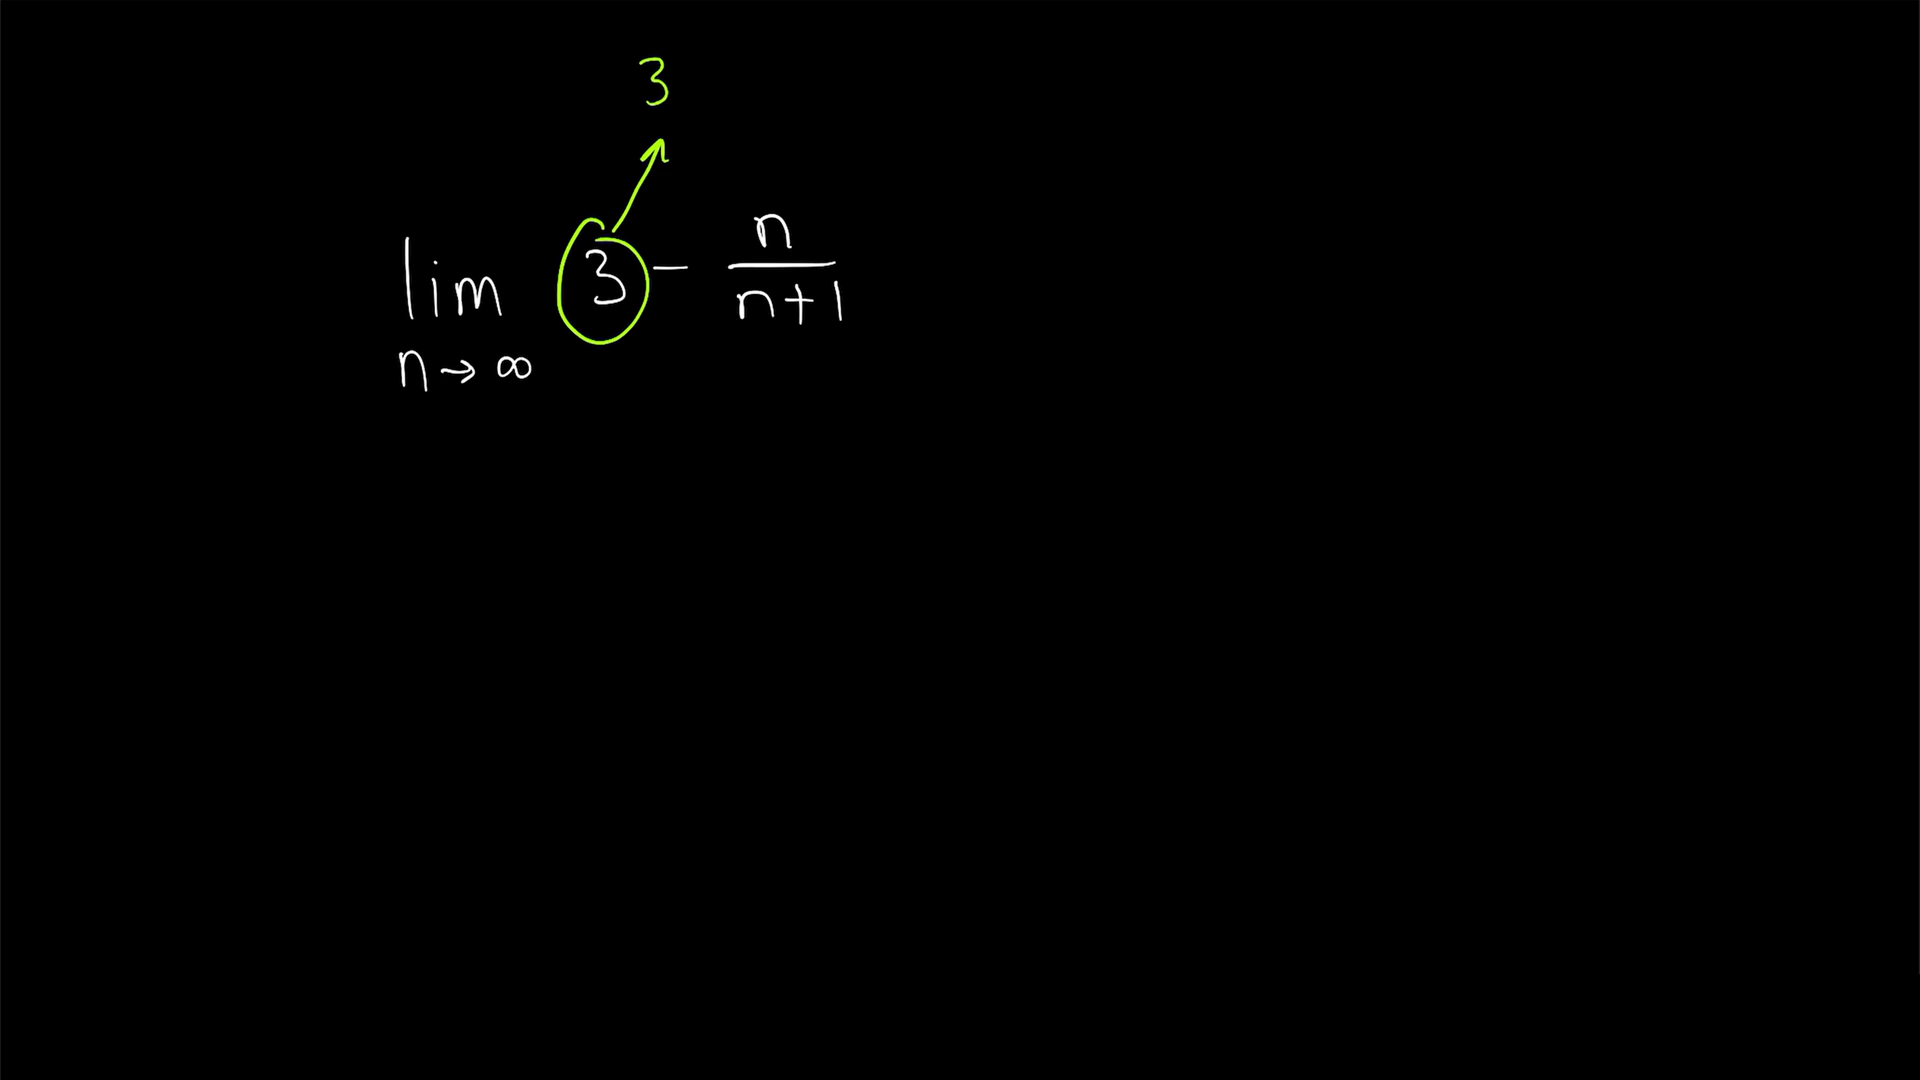 3
lim 3 - n/n+1
n → ∞